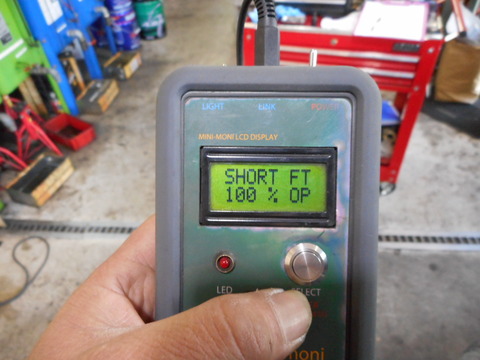 LIGHT LINK POWER
MINI-MONI LCD DISPLAY
SHORT FT
100 % OP
LED SELECT
moni